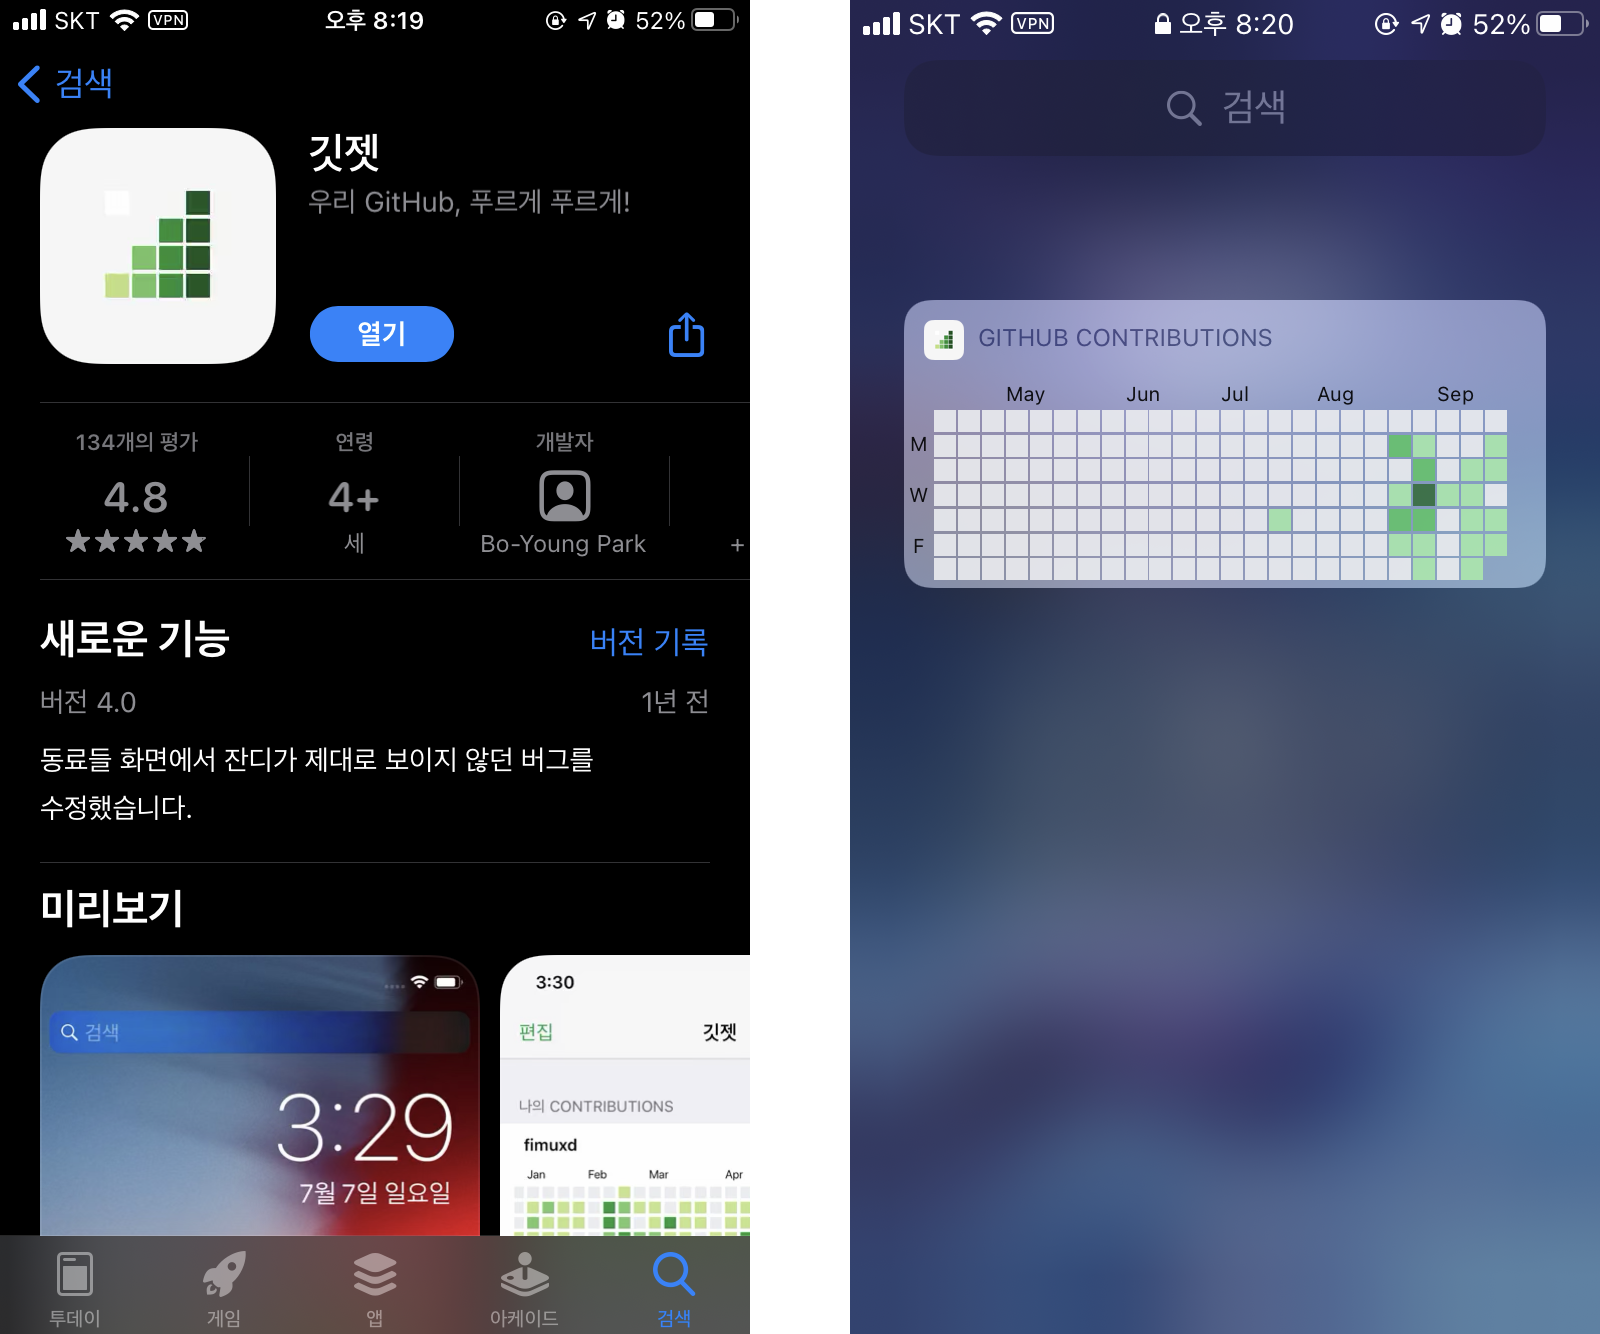 SKT VPN 오후 8:19 52%
검색
깃젯
우리 GitHub, 푸르게 푸르게!
열기
134개의 평가 연령 개발자
4.8 4+
세 Bo-Young Park +
새로운 기능 버전 기록
버전 4.0 1년 전
동료들 화면에서 잔디가 제대로 보이지 않던 버그를
수정했습니다.
미리보기
검색
3:29
7월 7일 일요일
3:30
편집 깃젯
나의 CONTRIBUTIONS
fimuxd
Jan Feb Mar Apr
투데이 게임 앱 아케이드 검색
SKT VPN 오후 8:20 52%
검색
GITHUB CONTRIBUTIONS
May Jun Jul Aug Sep
M
W
F